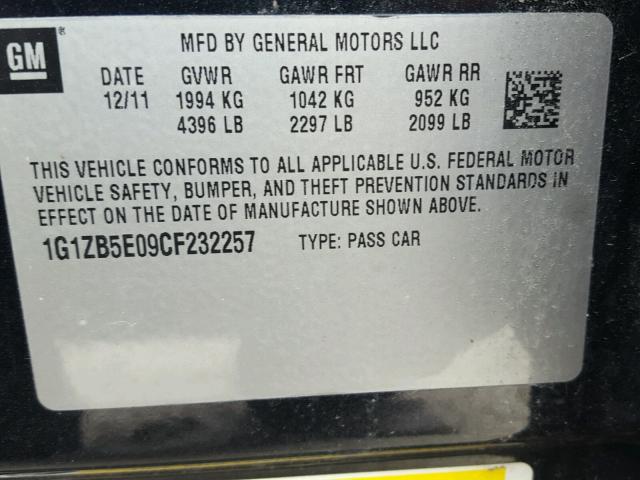 GM®
MFD BY GENERAL MOTORS LLC
DATE GVWR GAWR FRT GAWR RR
12/11 1994 KG 1042 KG 952 KG
4396 LB 2297 LB 2099 LB
THIS VEHICLE CONFORMS TO ALL APPLICABLE U.S. FEDERAL MOTOR
VEHICLE SAFETY, BUMPER, AND THEFT PREVENTION STANDARDS IN
EFFECT ON THE DATE OF MANUFACTURE SHOWN ABOVE.
1G1ZB5E09CF232257 TYPE: PASS CAR